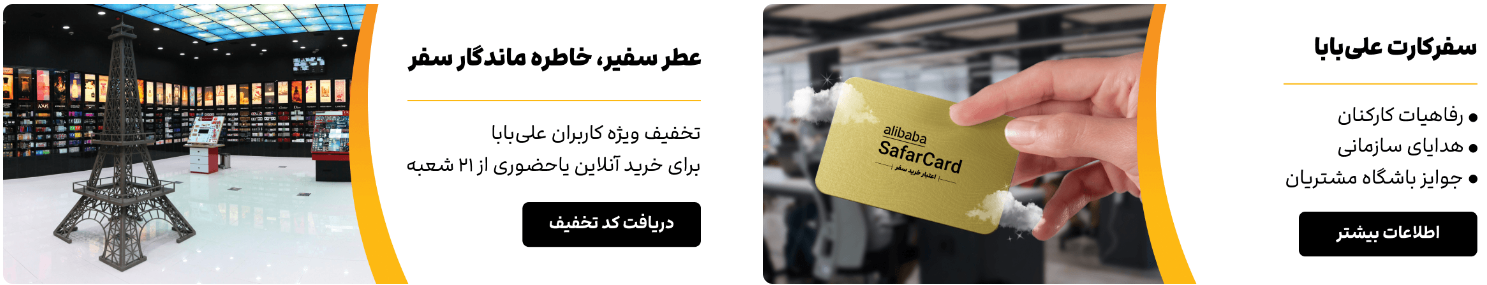 سفرکارت علی‌بابا
رفاهیات کارکنان
هدایای سازمانی
جوایز باشگاه مشتریان
اطلاعات بیشتر
alibaba
SafarCard
اعتبار خرید سفر
عطر سفیر، خاطره ماندگار سفر
تخفیف ویژه کاربران علی‌بابا
برای خرید آنلاین یاحضوری از ۲۱ شعبه
دریافت کد تخفیف